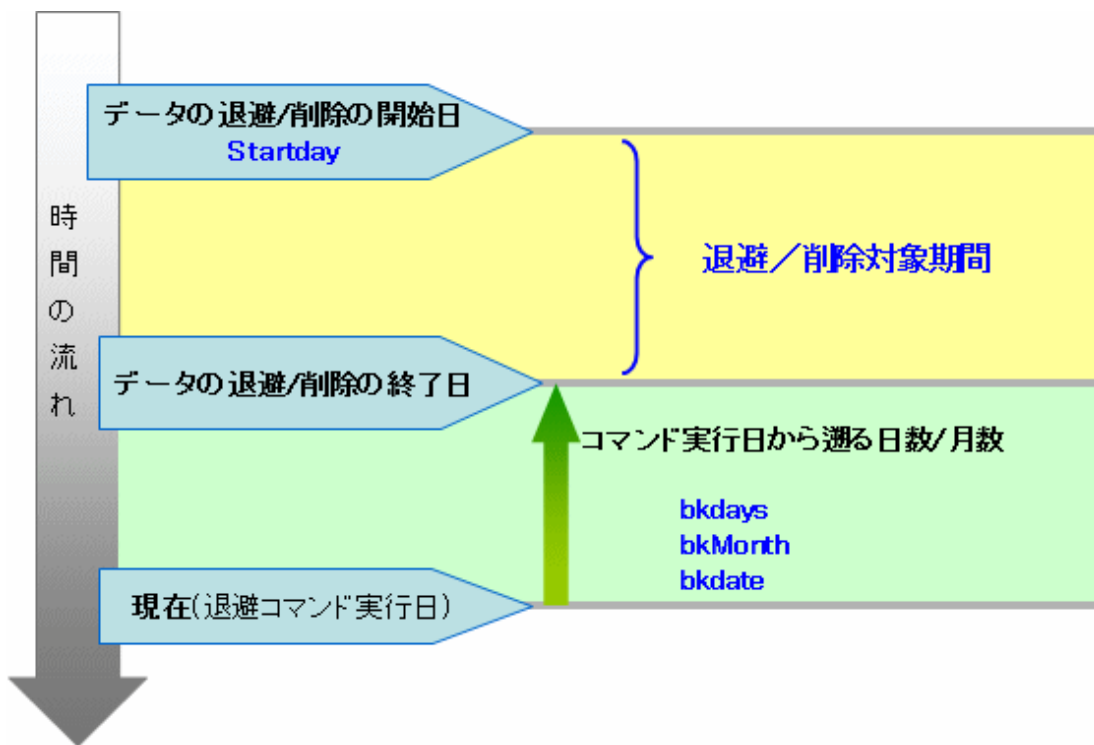 データの退避/削除の開始日
Startday
時間の流れ
退避／削除対象期間
データの退避/削除の終了日
コマンド実行日から遡る日数/月数
bkdays
bkMonth
bkdate
現在(退避コマンド実行日)